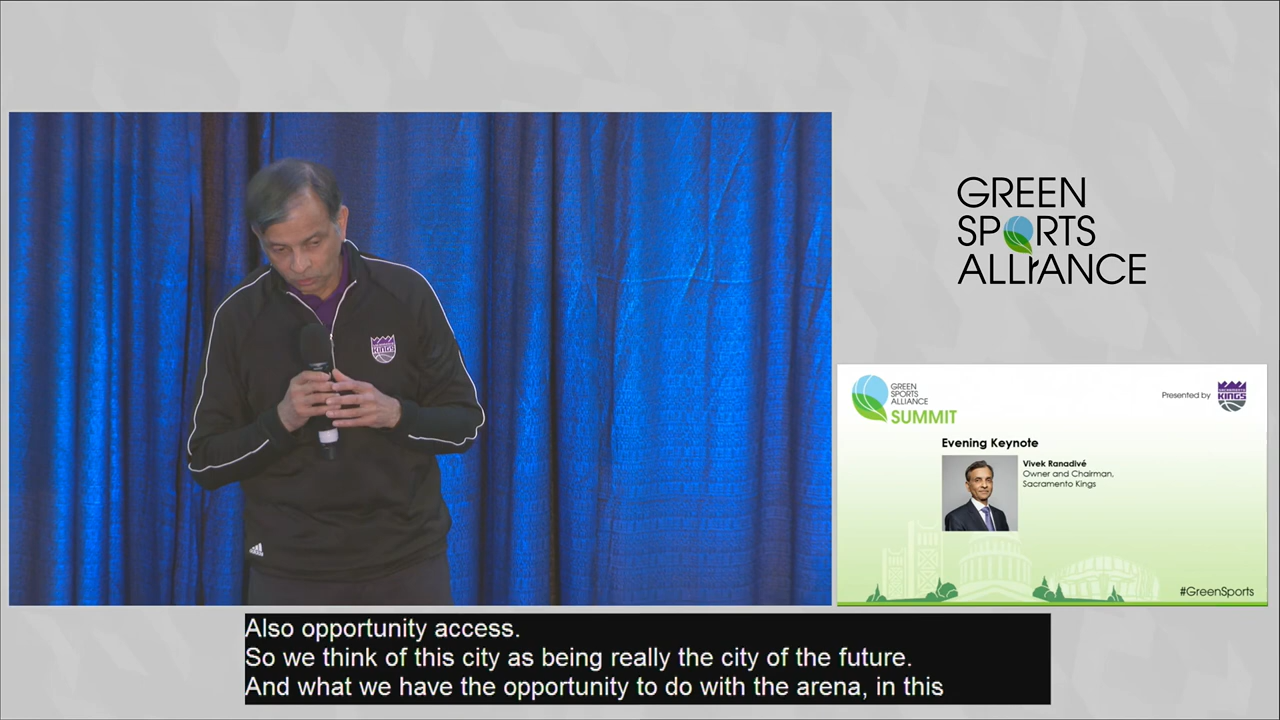 GREEN
SPORTS
ALLIANCE
KINGS
GREEN
SPORTS
ALLIANCE
SUMMIT
Presented by
SACRAMENTO
KINGS
Evening Keynote
Vivek Ranadivé
Owner and Chairman,
Sacramento Kings
#GreenSports
Also opportunity access.
So we think of this city as being really the city of the future.
And what we have the opportunity to do with the arena, in this